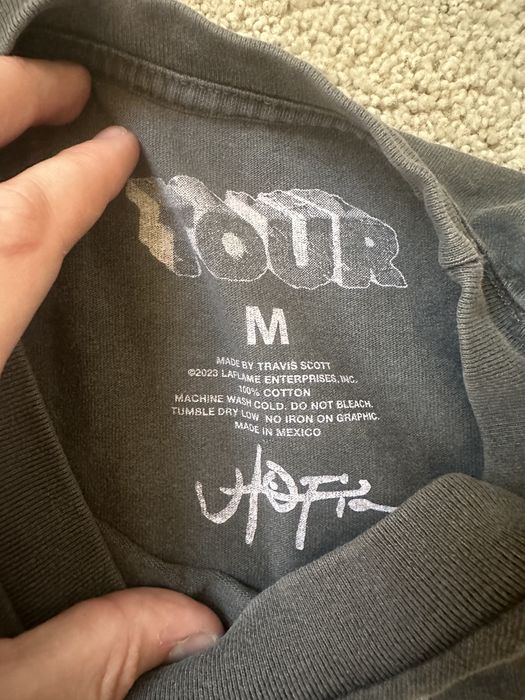 TOUR
M
MADE BY TRAVIS SCOTT
©2023 LAFLAME ENTERPRISES, INC.
100% COTTON
MACHINE WASH COLD. DO NOT BLEACH.
TUMBLE DRY LOW. NO IRON ON GRAPHIC.
MADE IN MEXICO